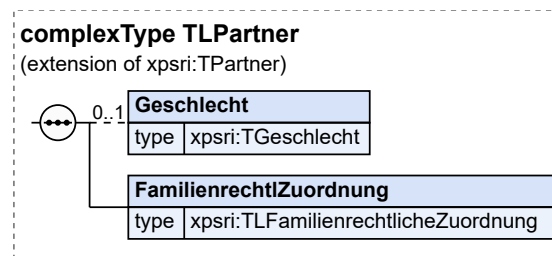 complexType TLPartner
(extension of xpsri:TPartner)
0..1
Geschlecht
type xpsri:TGeschlecht
FamilienrechtlZuordnung
type xpsri:TLFamilienrechtlicheZuordnung